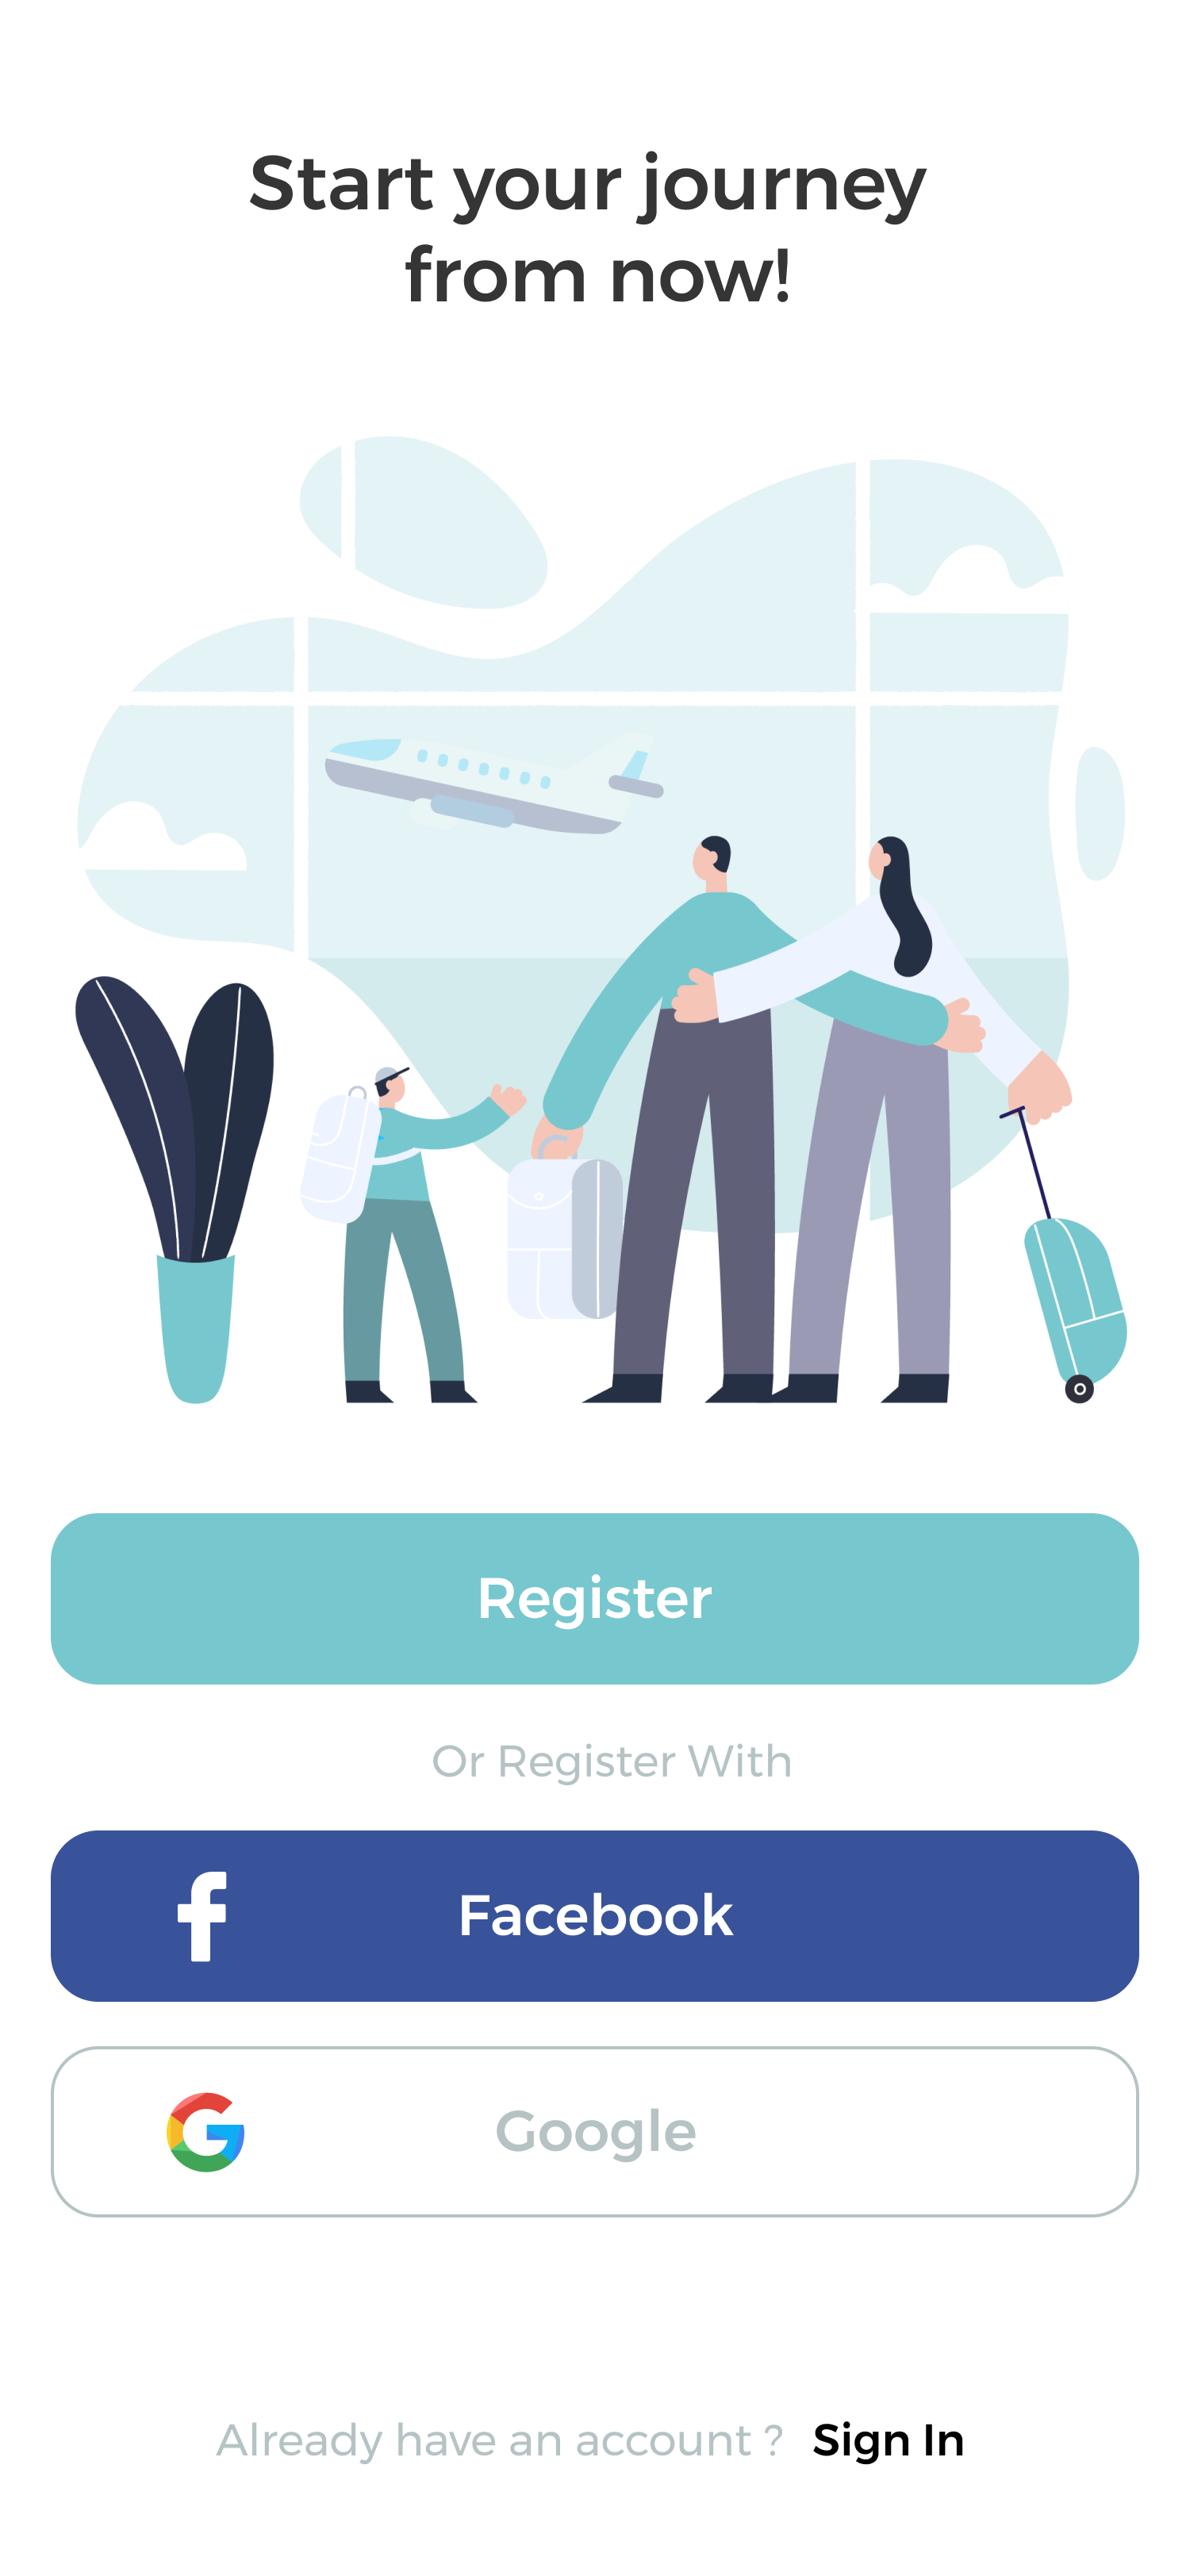 Start your journey
from now!
Register
Or Register With
Facebook
Google
Already have an account ? Sign In